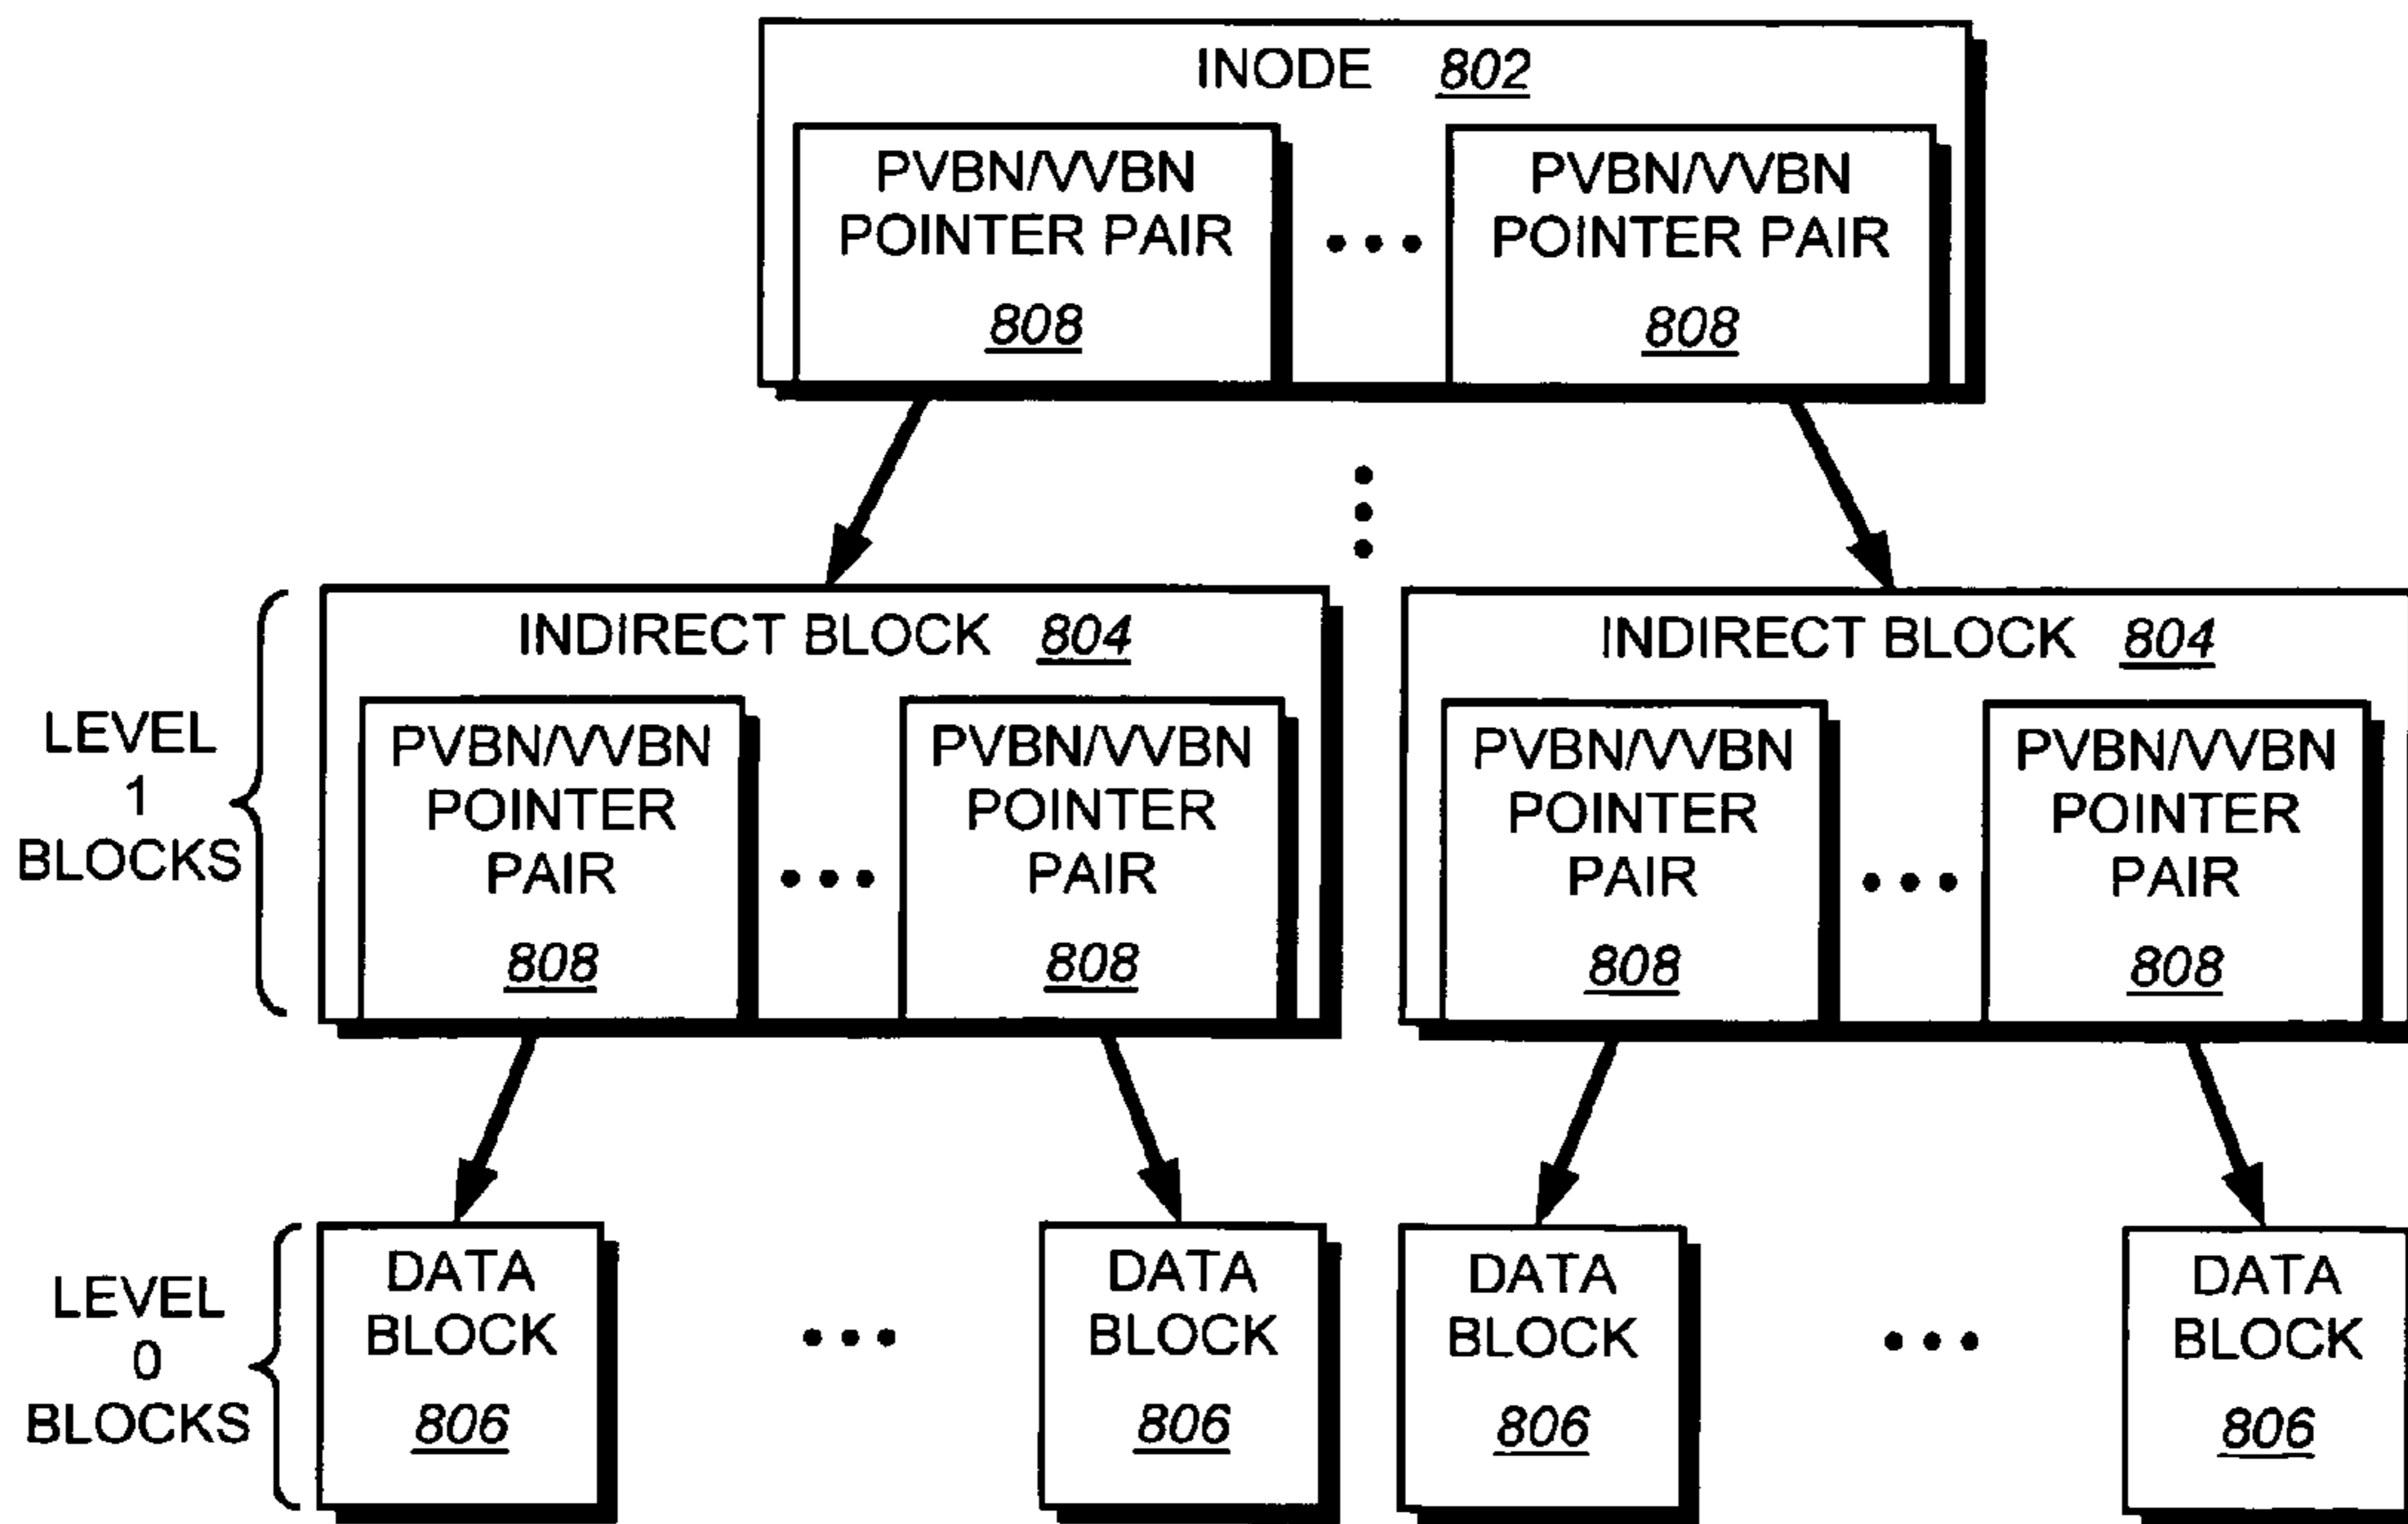 INODE 802
PVBN/VVBN
POINTER PAIR
808
PVBN/VVBN
POINTER PAIR
808
LEVEL
1
BLOCKS
INDIRECT BLOCK 804
PVBN/VVBN
POINTER
PAIR
808
PVBN/VVBN
POINTER
PAIR
808
INDIRECT BLOCK 804
PVBN/VVBN
POINTER
PAIR
808
PVBN/VVBN
POINTER
PAIR
808
LEVEL
0
BLOCKS
DATA
BLOCK
806
DATA
BLOCK
806
DATA
BLOCK
806
DATA
BLOCK
806